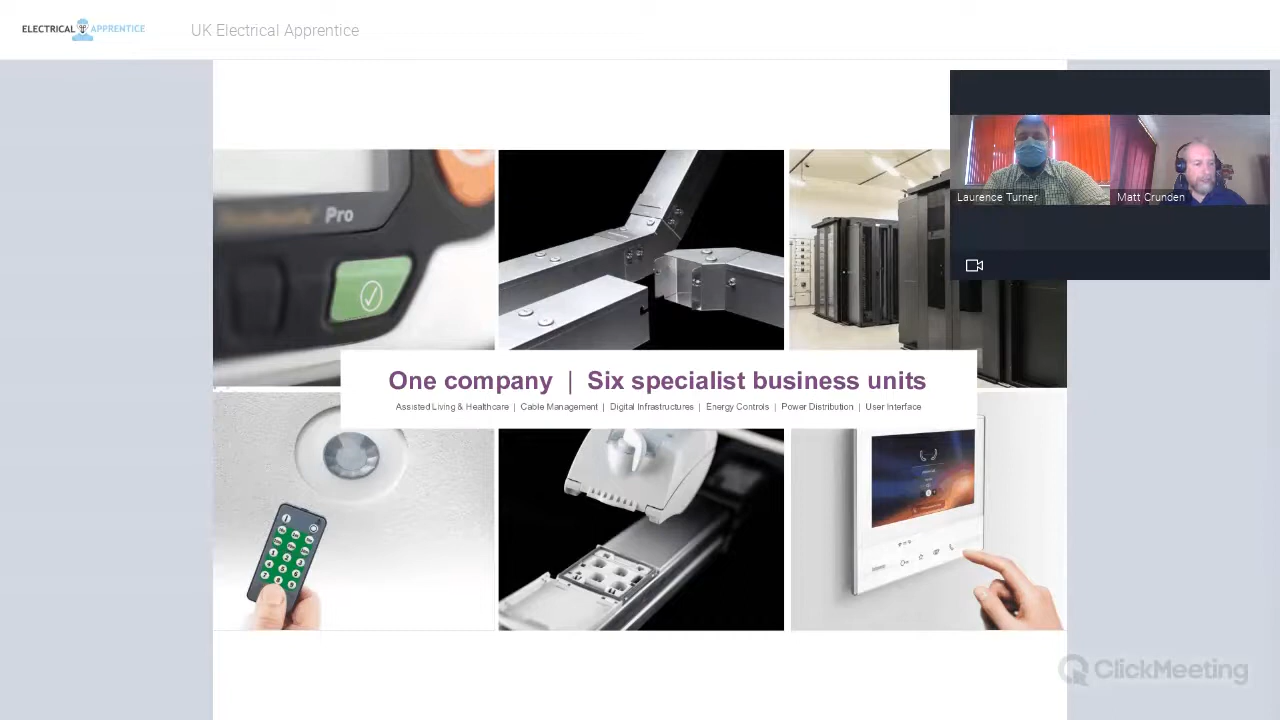 ELECTRICAL APPRENTICE
UK Electrical Apprentice
Laurence Turner
Matt Crunden
Pro
One company | Six specialist business units
Assisted Living & Healthcare | Cable Management | Digital Infrastructures | Energy Controls | Power Distribution | User Interface
ClickMeeting